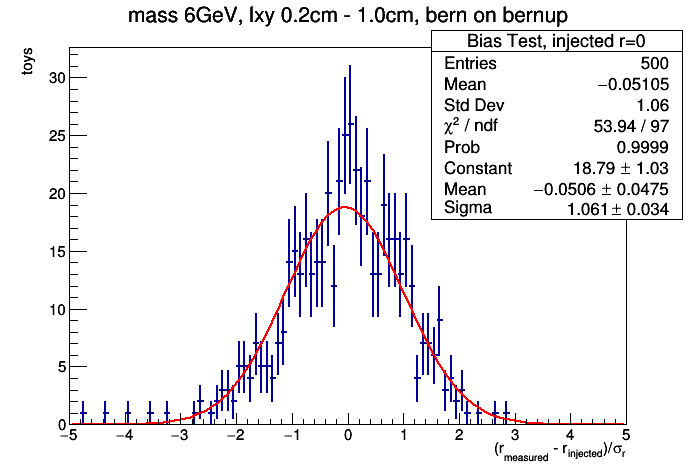 mass 6GeV, lxy 0.2cm - 1.0cm, bern on bernup
Bias Test, injected r=0
Entries 500
Mean −0.05105
Std Dev 1.06
χ² / ndf 53.94 / 97
Prob 0.9999
Constant 18.79 ± 1.03
Mean −0.0506 ± 0.0475
Sigma 1.061 ± 0.034
toys
30
25
20
15
10
5
0
−5 −4 −3 −2 −1 0 1 2 3 4 5
(r_measured - r_injected)/σ_r